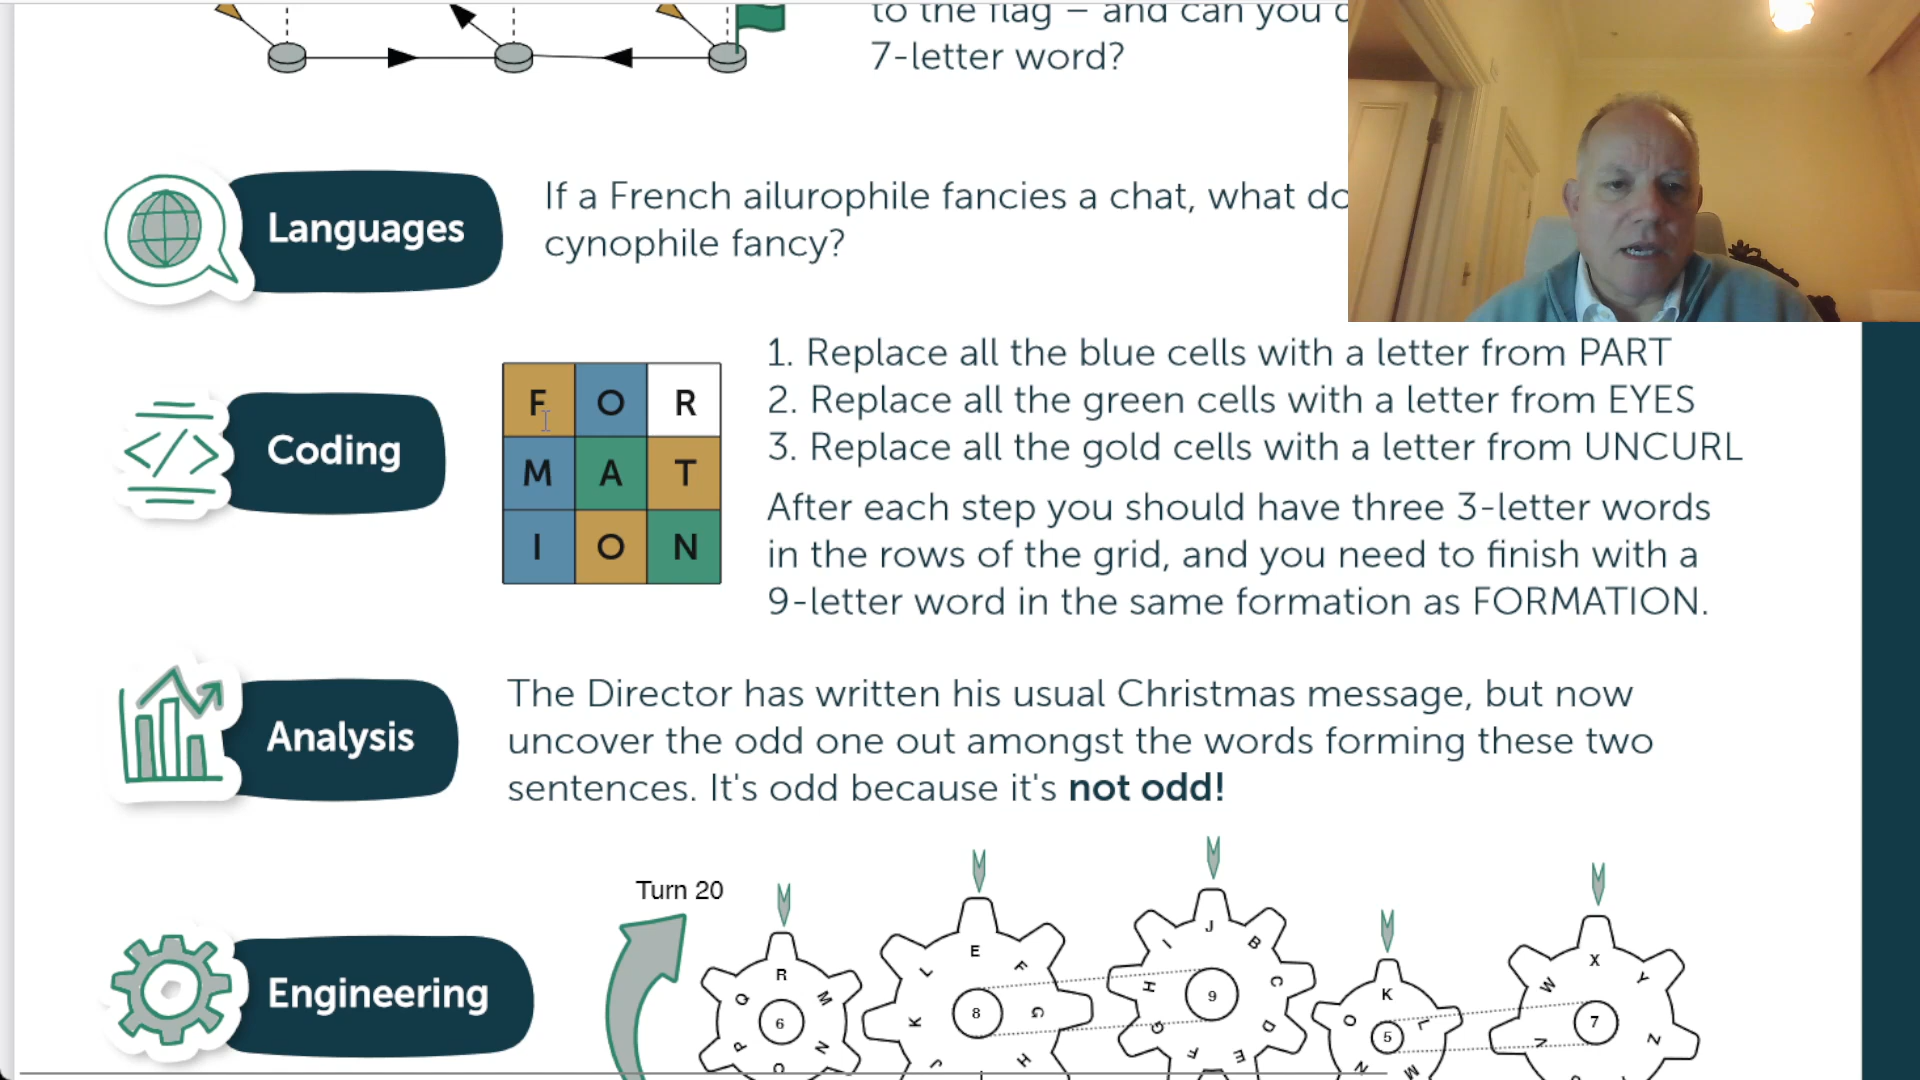 to the flag – and can you
7-letter word?
Languages
If a French ailurophile fancies a chat, what do
cynophile fancy?
Coding
F O R
M A T
I O N
1. Replace all the blue cells with a letter from PART
2. Replace all the green cells with a letter from EYES
3. Replace all the gold cells with a letter from UNCURL
After each step you should have three 3-letter words
in the rows of the grid, and you need to finish with a
9-letter word in the same formation as FORMATION.
Analysis
The Director has written his usual Christmas message, but now
uncover the odd one out amongst the words forming these two
sentences. It's odd because it's not odd!
Engineering
Turn 20
R M N O P Q 6
E F G H J K L 8
J B C D E F G H I 9
K L M N O 5
X Y Z V W 7